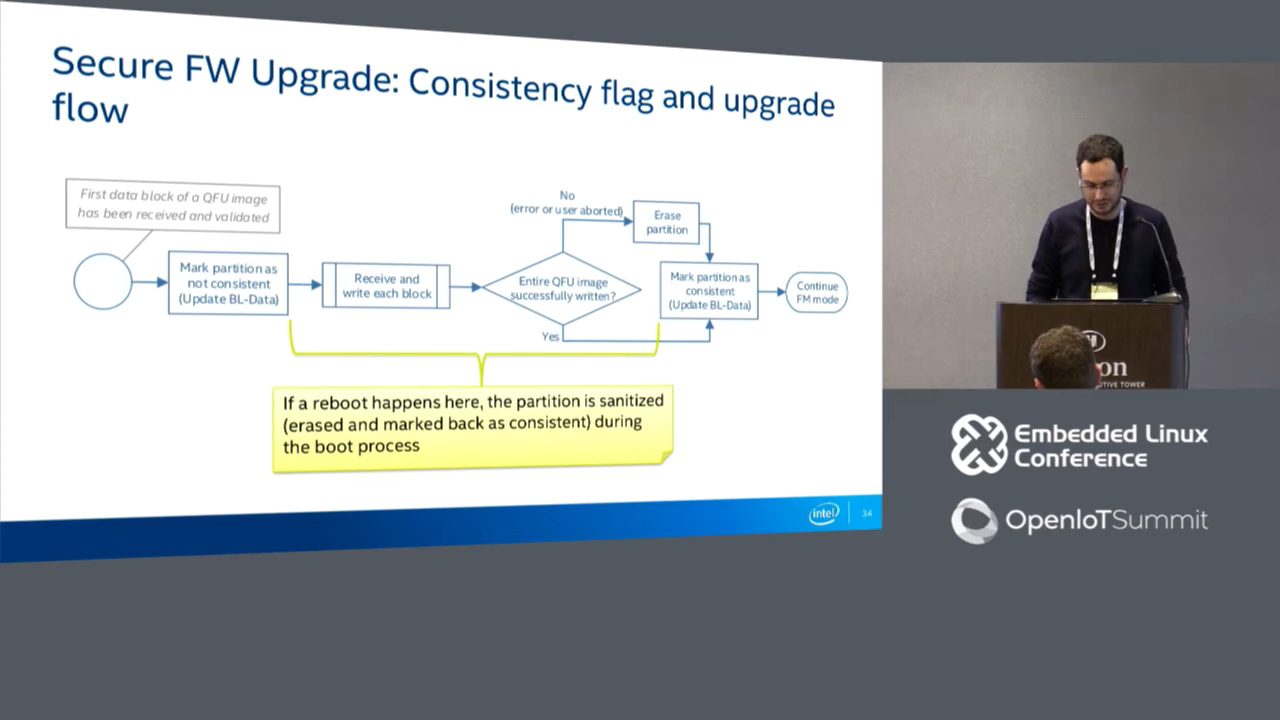 Secure FW Upgrade: Consistency flag and upgrade
flow
First data block of a QFU image
has been received and validated
Mark partition as
not consistent
(Update BL-Data)
Receive and
write each block
No
(error or user aborted)
Erase
partition
Entire QFU image
successfully written?
Yes
Mark partition as
consistent
(Update BL-Data)
Continue
FM mode
If a reboot happens here, the partition is sanitized
(erased and marked back as consistent) during
the boot process
intel
34
Embedded Linux
Conference
OpenIoTSummit